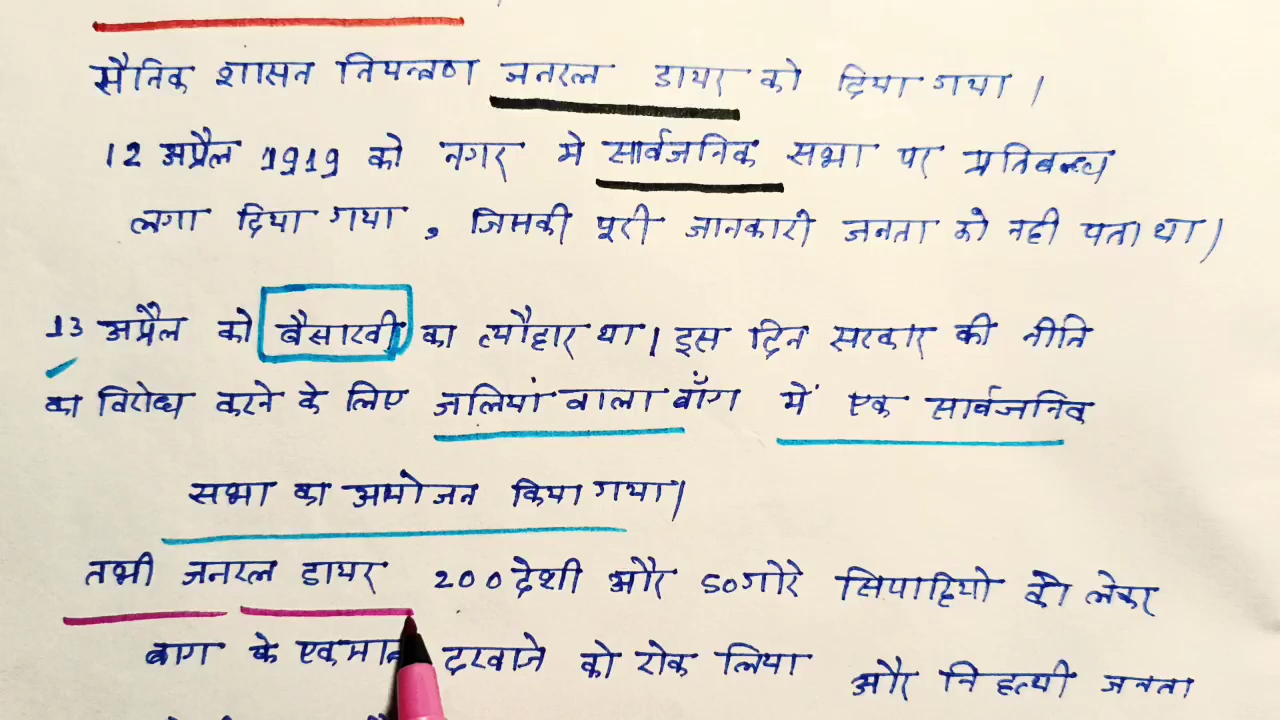 सैनिक शासन नियन्त्रण जनरल डायर को दिया गया।
12 अप्रैल 1919 को नगर मे सार्वजनिक सभा पर प्रतिबन्ध
लगा दिया गया, जिसकी पूरी जानकारी जनता को नही पता था।
13 अप्रैल को बैसाखी का त्यौहार था। इस दिन सरकार की नीति
का विरोध करने के लिए जलियांवाला बॉग में एक सार्वजनिक
सभा का अयोजन किया गया।
तभी जनरल डायर 200 देशी और 50 गोरे सिपाहियो को लेकर
बाग के एकमात्र दरवाजे को रोक लिया और निहत्थी जनता